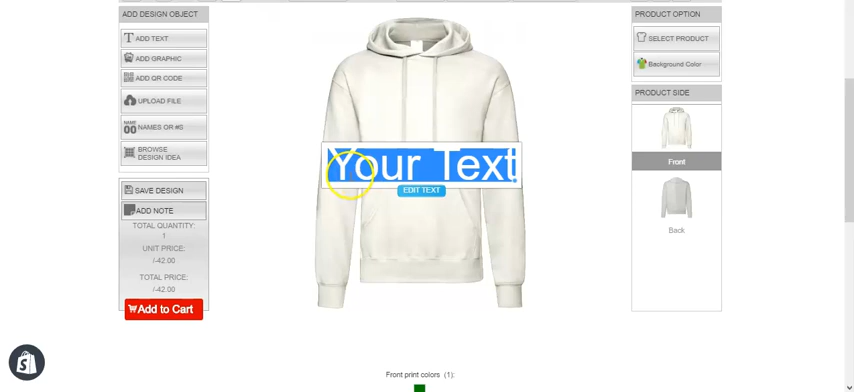 ADD DESIGN OBJECT
ADD TEXT
ADD GRAPHIC
ADD QR CODE
UPLOAD FILE
NAME
00
NAMES OR #S
BROWSE
DESIGN IDEA
SAVE DESIGN
ADD NOTE
TOTAL QUANTITY:
1
UNIT PRICE:
/-42.00
TOTAL PRICE:
/-42.00
Add to Cart
Your Text
EDIT TEXT
Front print colors (1):
PRODUCT OPTION
SELECT PRODUCT
Background Color
PRODUCT SIDE
Front
Back